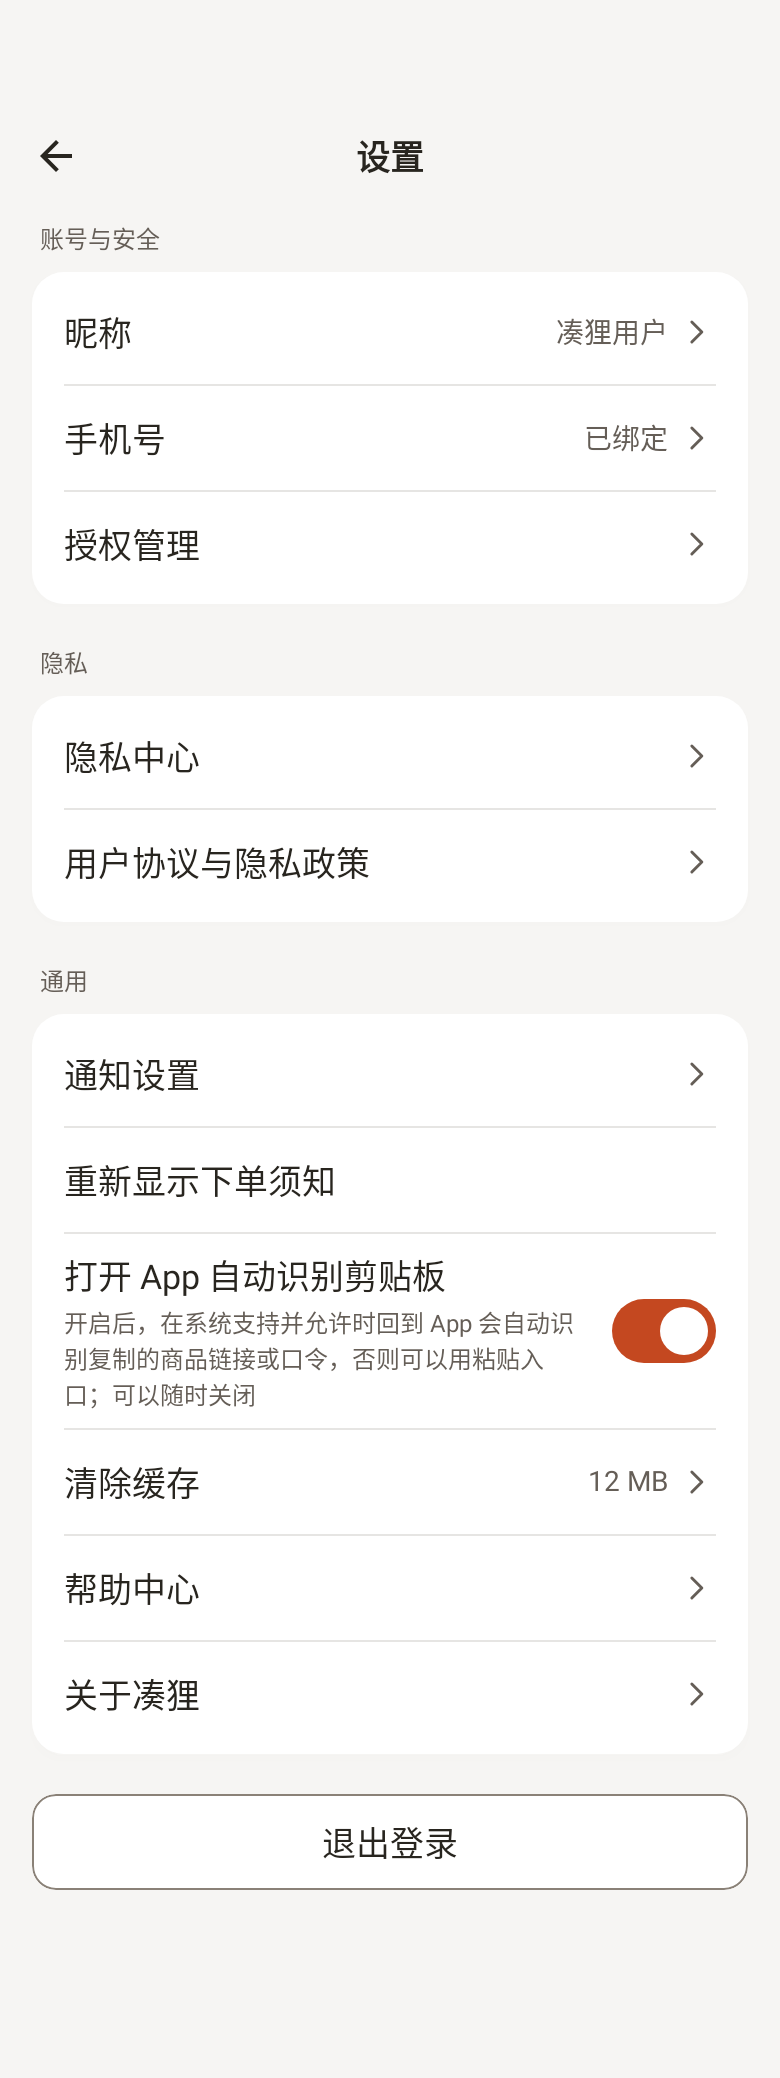 设置
账号与安全
昵称
凑狸用户
手机号
已绑定
授权管理
隐私
隐私中心
用户协议与隐私政策
通用
通知设置
重新显示下单须知
打开 App 自动识别剪贴板
开启后，在系统支持并允许时回到 App 会自动识
别复制的商品链接或口令，否则可以用粘贴入
口；可以随时关闭
清除缓存
12 MB
帮助中心
关于凑狸
退出登录